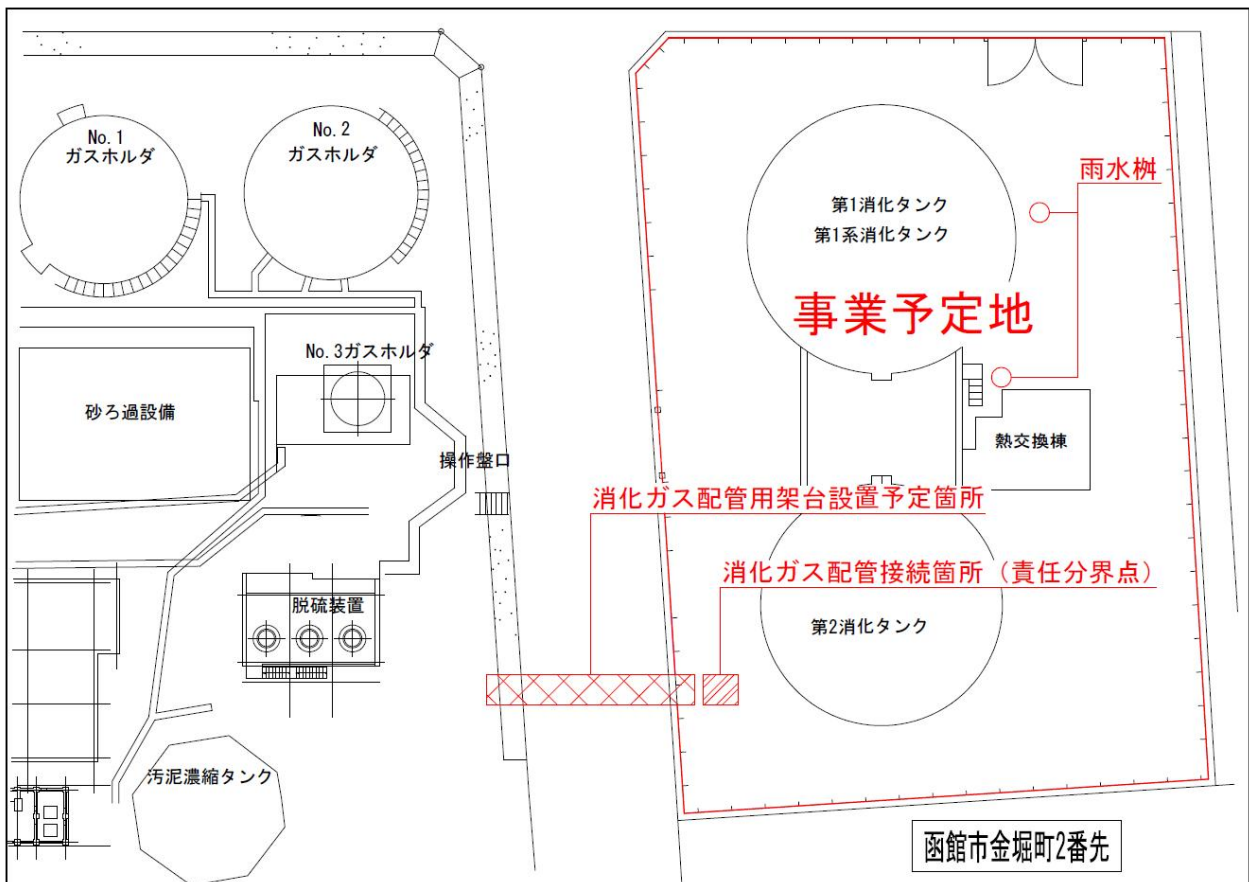 No.1
ガスホルダ
No.2
ガスホルダ
雨水桝
第1消化タンク
第1系消化タンク
事業予定地
No.3ガスホルダ
砂ろ過設備
操作盤口
熱交換棟
消化ガス配管用架台設置予定箇所
消化ガス配管接続箇所（責任分界点）
脱硫装置
第2消化タンク
汚泥濃縮タンク
函館市金堀町2番先